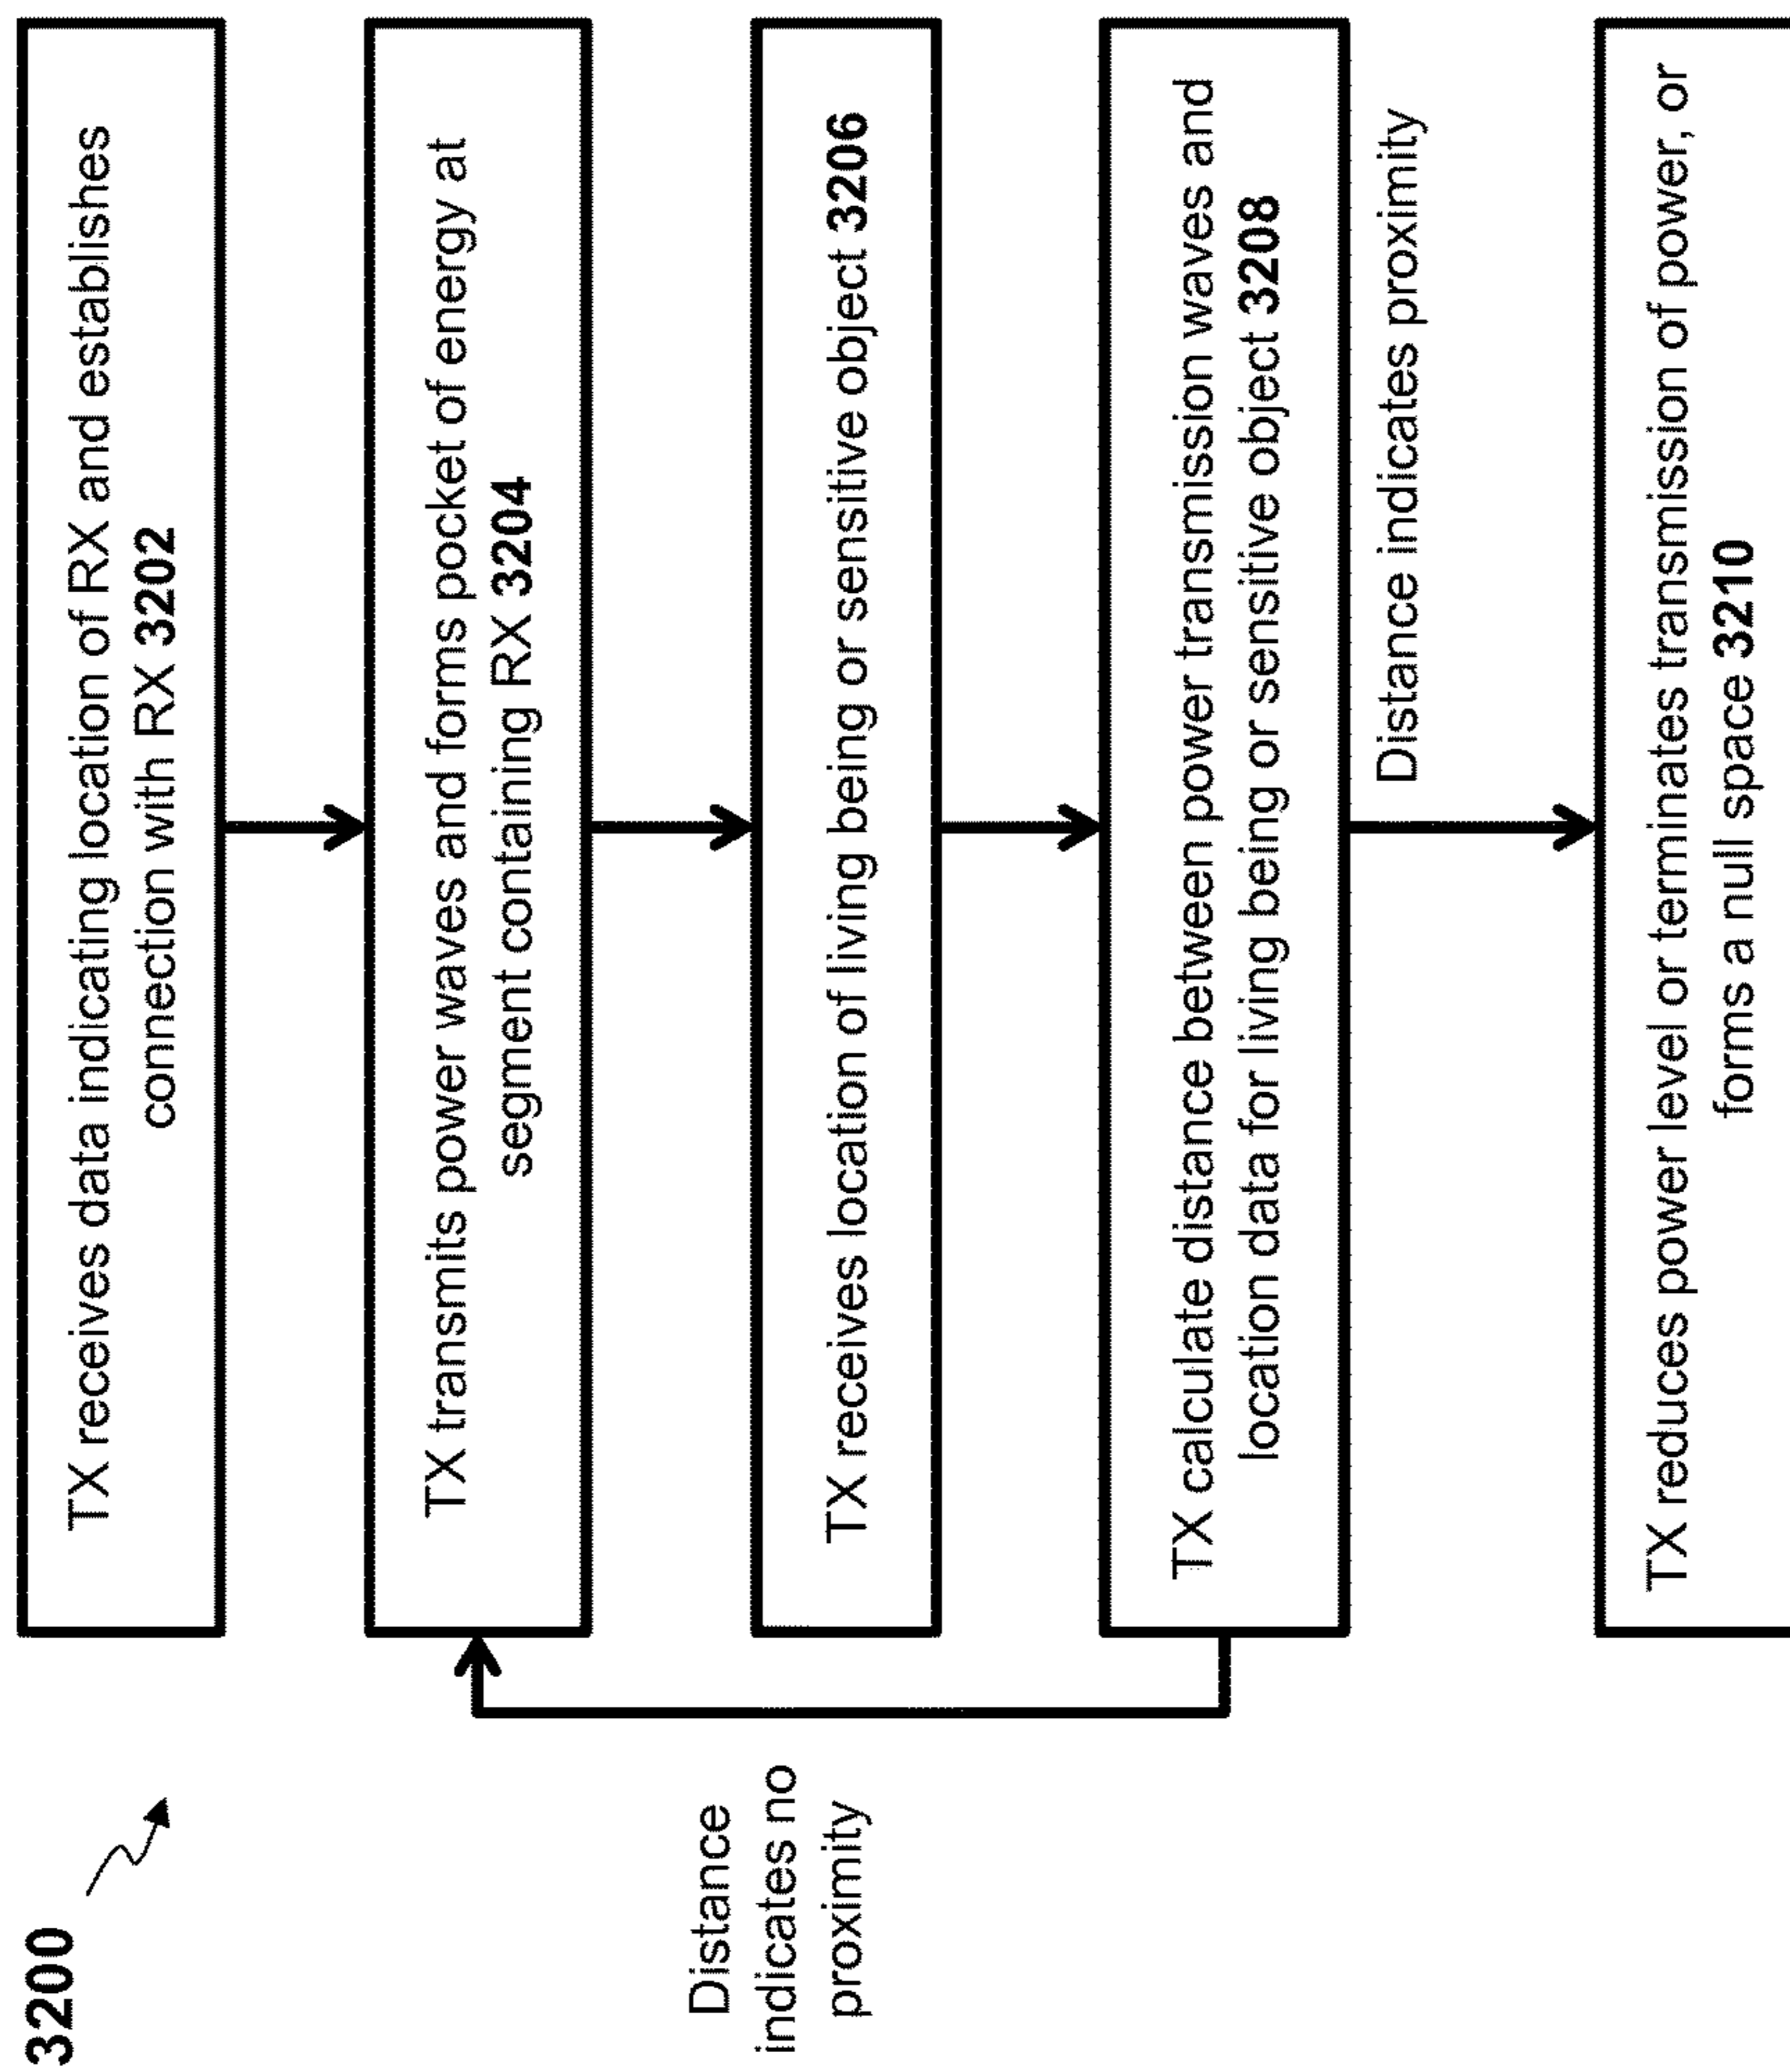 3200
TX receives data indicating location of RX and establishes
connection with RX 3202
TX transmits power waves and forms pocket of energy at
segment containing RX 3204
TX receives location of living being or sensitive object 3206
TX calculate distance between power transmission waves and
location data for living being or sensitive object 3208
Distance
indicates no
proximity
Distance indicates proximity
TX reduces power level or terminates transmission of power, or
forms a null space 3210